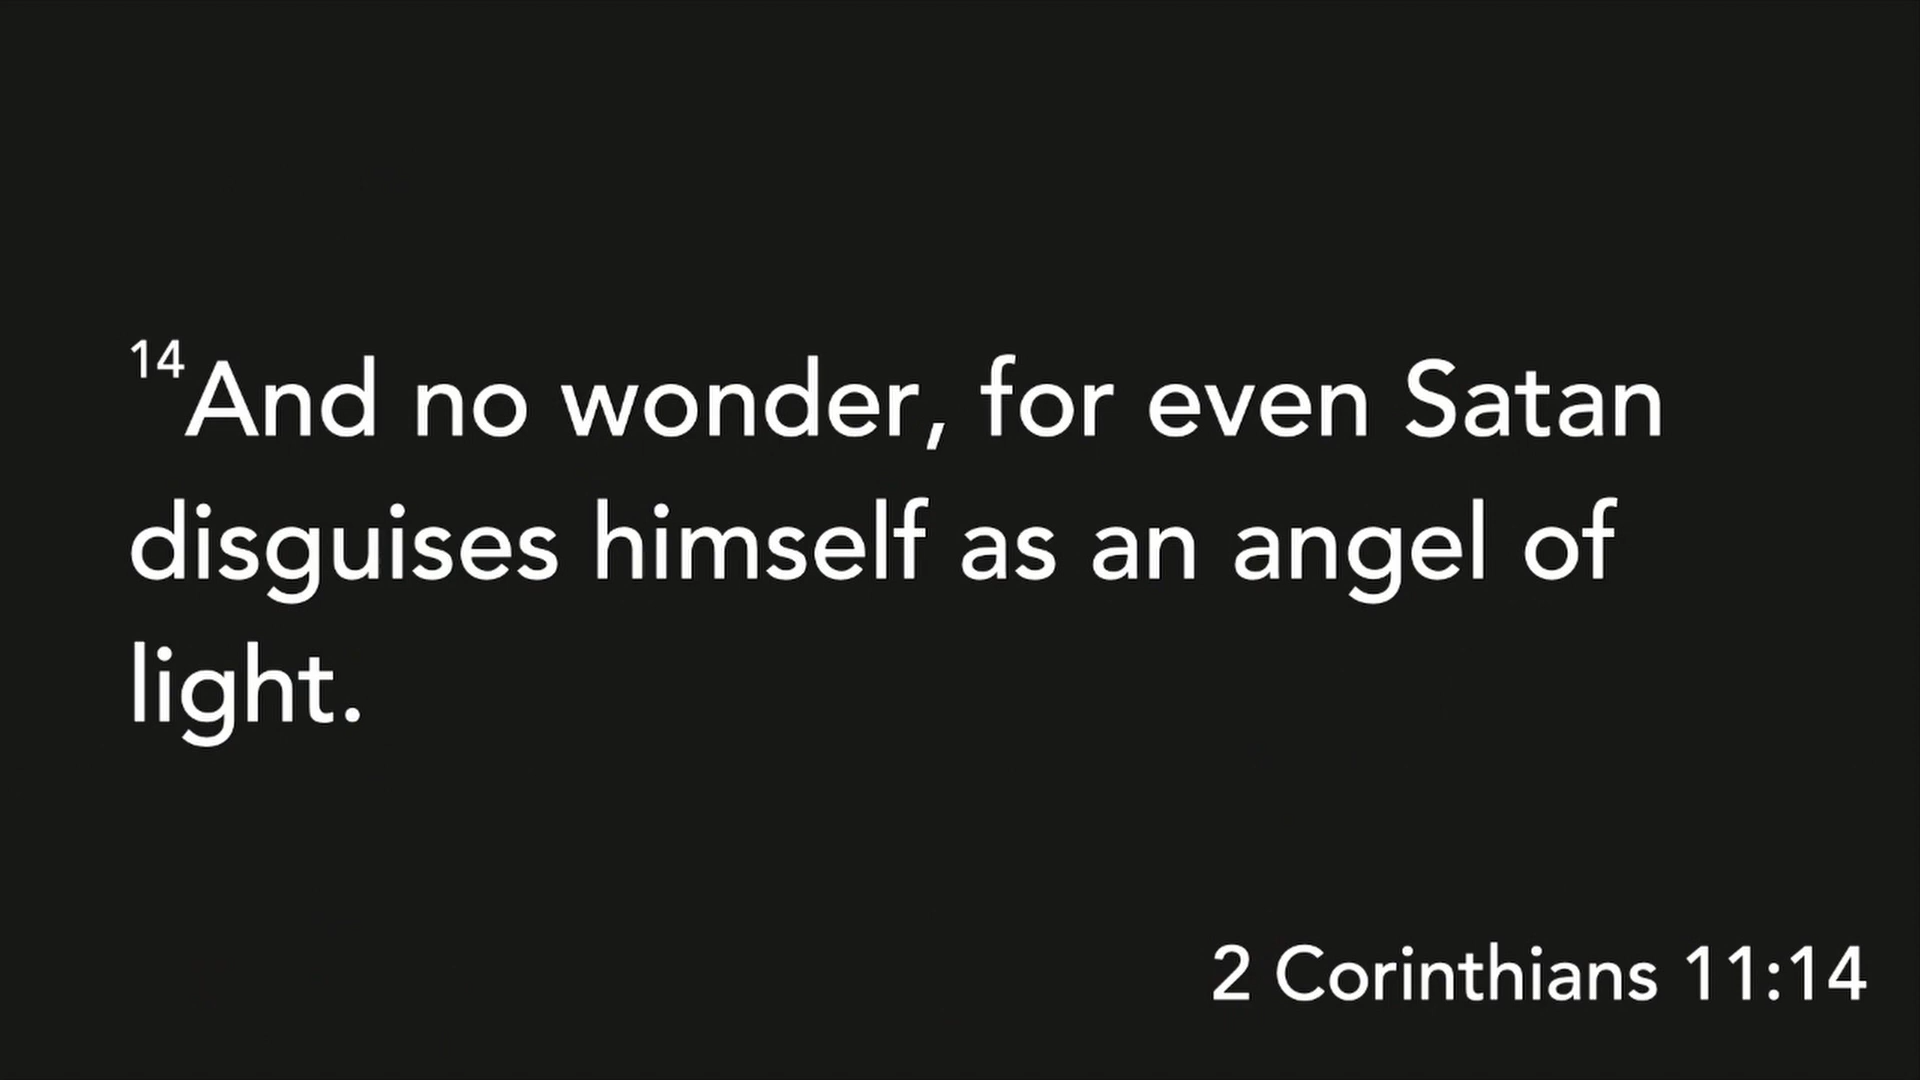 14And no wonder, for even Satan
disguises himself as an angel of
light.
2 Corinthians 11:14